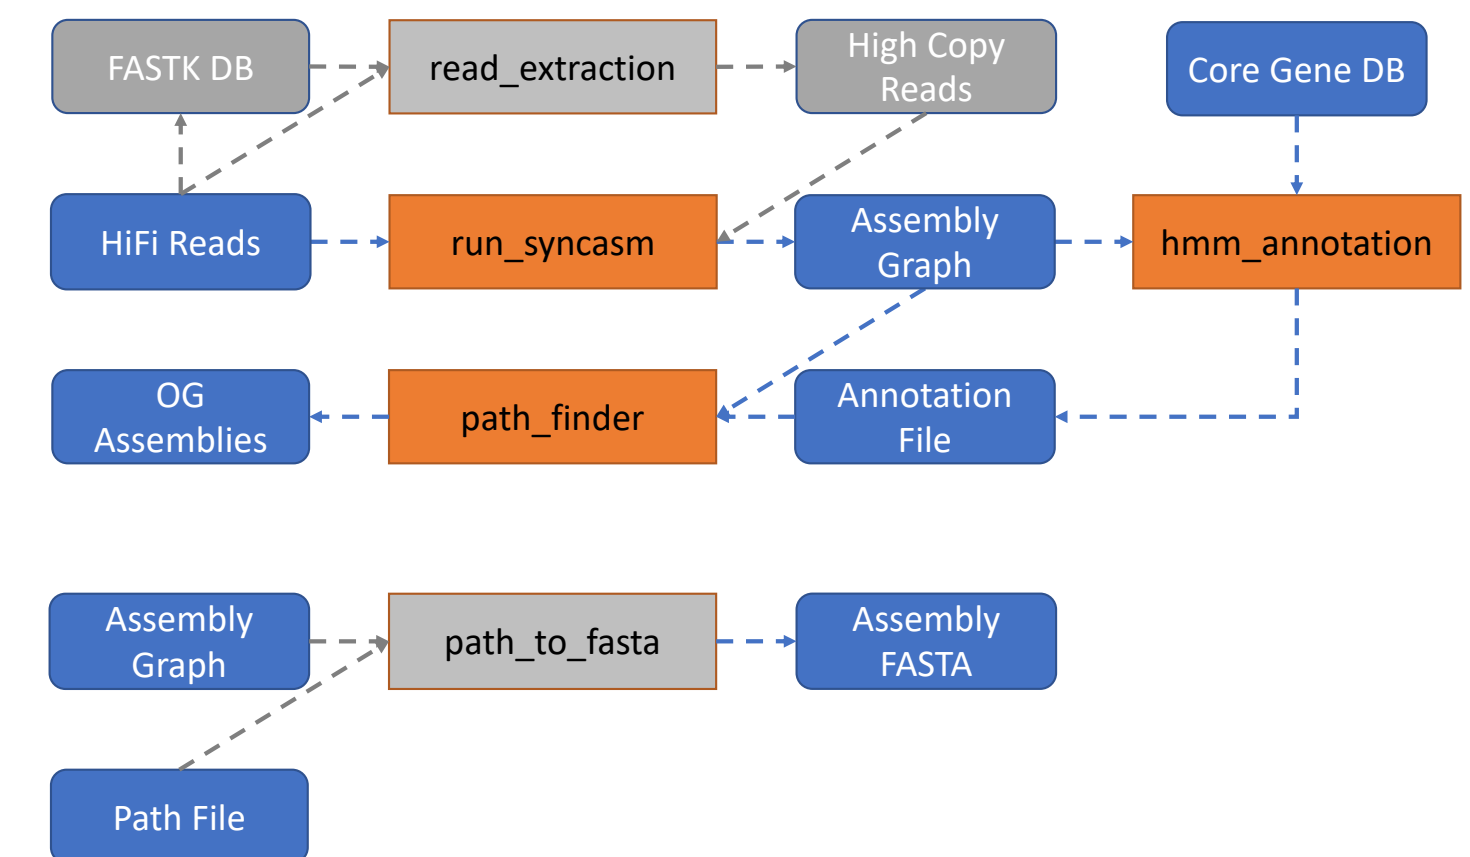 FASTK DB
read_extraction
High Copy
Reads
Core Gene DB
HiFi Reads
run_syncasm
Assembly
Graph
hmm_annotation
OG
Assemblies
path_finder
Annotation
File
Assembly
Graph
path_to_fasta
Assembly
FASTA
Path File